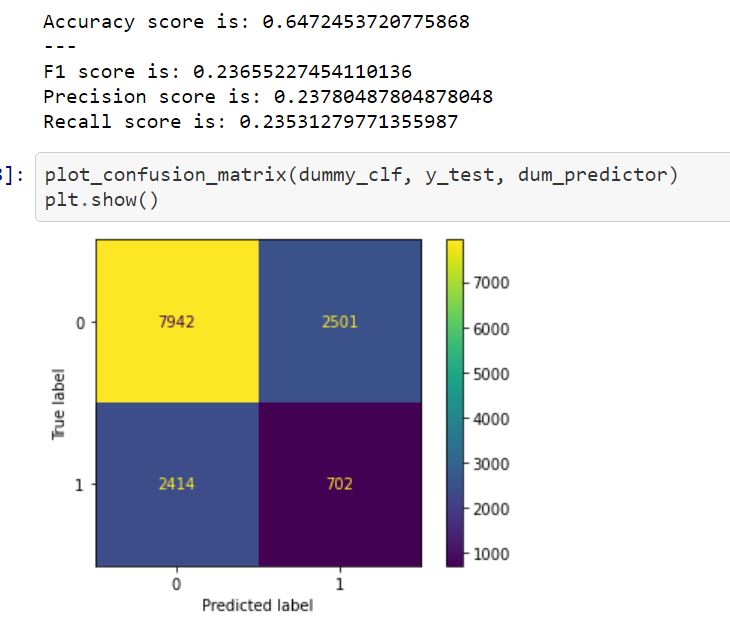 Accuracy score is: 0.6472453720775868
---
F1 score is: 0.23655227454110136
Precision score is: 0.23780487804878048
Recall score is: 0.23531279771355987
]:
plot_confusion_matrix(dummy_clf, y_test, dum_predictor)
plt.show()
7000
6000
5000
4000
3000
2000
1000
True label
0
7942
2501
1
2414
702
0
1
Predicted label